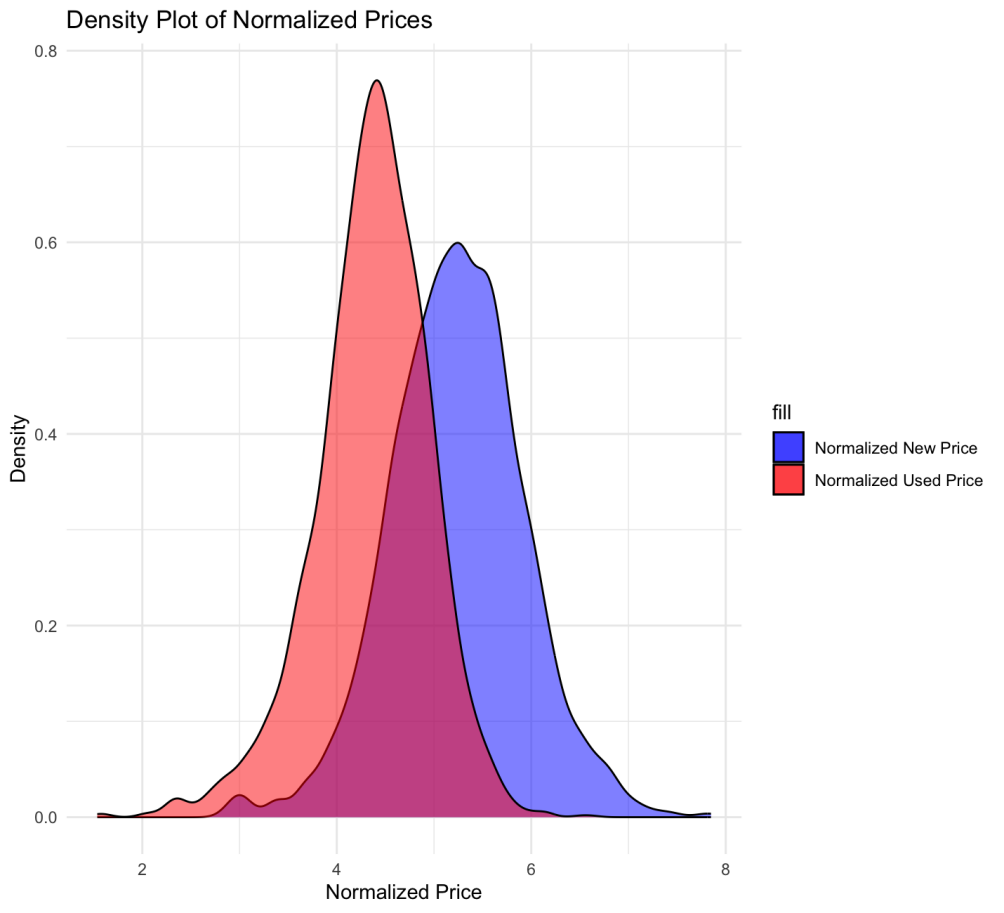 Density Plot of Normalized Prices
0.8
0.6
0.4
0.2
0.0
Density
2 4 6 8
Normalized Price
fill
Normalized New Price
Normalized Used Price